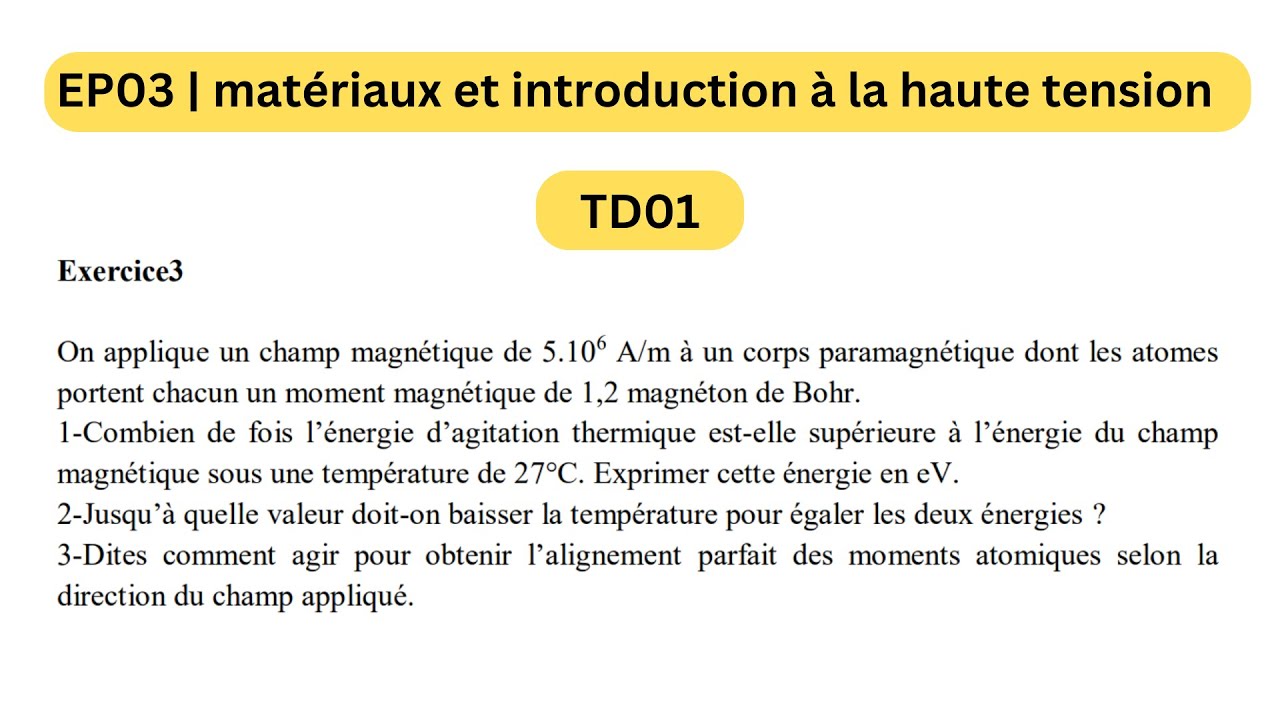 EP03 | matériaux et introduction à la haute tension
TD01
Exercice3
On applique un champ magnétique de 5.10⁶ A/m à un corps paramagnétique dont les atomes
portent chacun un moment magnétique de 1,2 magnéton de Bohr.
1-Combien de fois l’énergie d’agitation thermique est-elle supérieure à l’énergie du champ
magnétique sous une température de 27°C. Exprimer cette énergie en eV.
2-Jusqu’à quelle valeur doit-on baisser la température pour égaler les deux énergies ?
3-Dites comment agir pour obtenir l’alignement parfait des moments atomiques selon la
direction du champ appliqué.